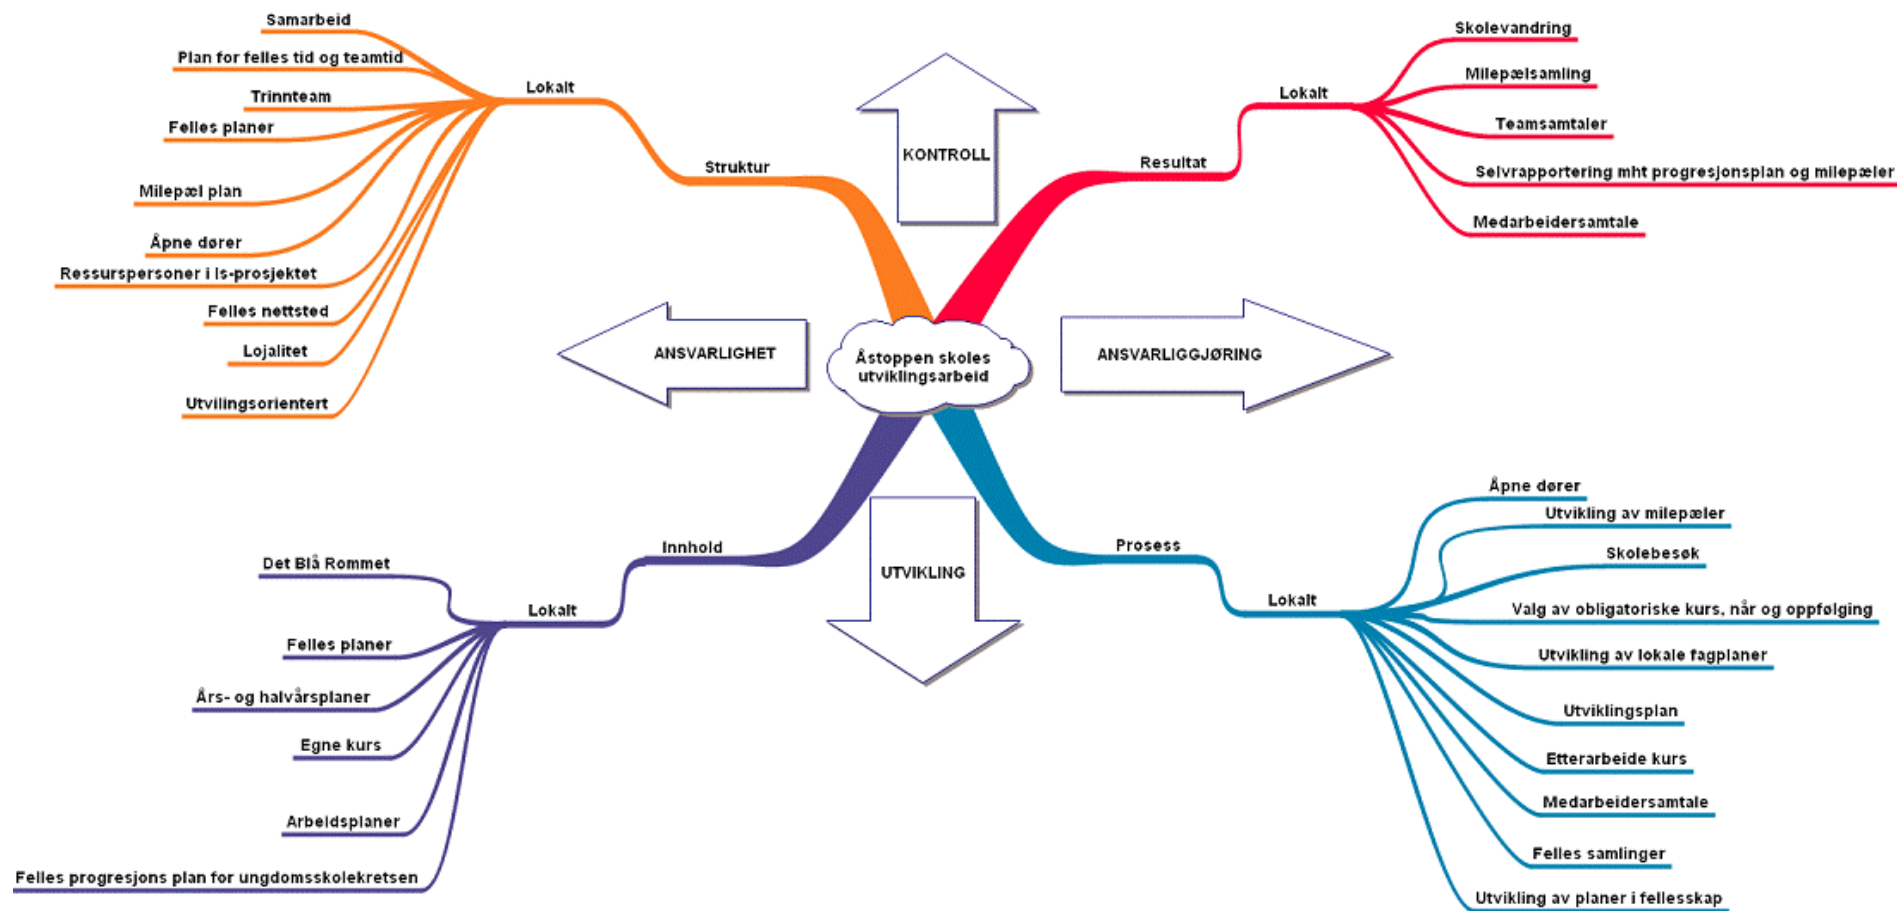 Samarbeid
Plan for felles tid og teamtid
Trinnteam
Felles planer
Milepæl plan
Åpne dører
Ressurspersoner i ls-prosjektet
Felles nettsted
Lojalitet
Utvilingsorientert
Lokalt
Struktur
KONTROLL
Resultat
Lokalt
Skolevandring
Milepælsamling
Teamsamtaler
Selvrapportering mht progresjonsplan og milepæler
Medarbeidersamtale
ANSVARLIGHET
Åstoppen skoles
utviklingsarbeid
ANSVARLIGGJØRING
Innhold
Lokalt
Det Blå Rommet
Felles planer
Års- og halvårsplaner
Egne kurs
Arbeidsplaner
Felles progresjons plan for ungdomsskolekretsen
UTVIKLING
Prosess
Lokalt
Åpne dører
Utvikling av milepæler
Skolebesøk
Valg av obligatoriske kurs, når og oppfølging
Utvikling av lokale fagplaner
Utviklingsplan
Etterarbeide kurs
Medarbeidersamtale
Felles samlinger
Utvikling av planer i fellesskap